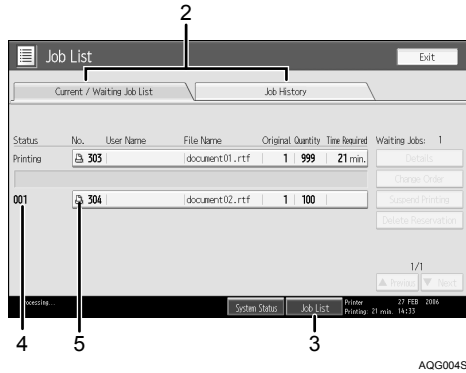 2
Job List Exit
Current / Waiting Job List Job History
Status No. User Name File Name Original Quantity Time Required Waiting Jobs: 1
Printing 303 document01.rtf 1 999 21 min. Details
Change Order
001 304 document02.rtf 1 100 Suspend Printing
Delete Reservation
1/1
▲ Previous ▼ Next
System Status Job List Printer 27 FEB 2006
Printing: 21 min. 14:33
4 5 3
AQG004S